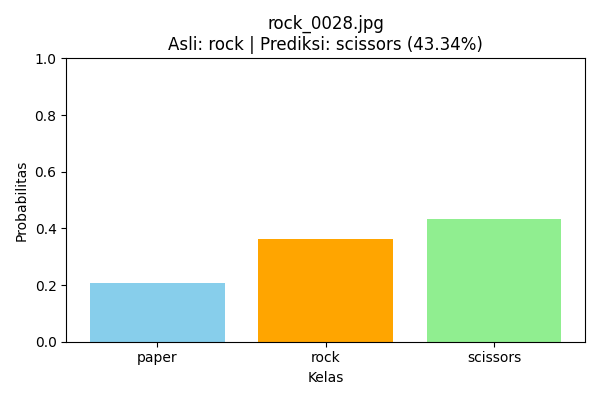 rock_0028.jpg
Asli: rock | Prediksi: scissors (43.34%)
1.0
0.8
0.6
0.4
0.2
0.0
Probabilitas
paper rock scissors
Kelas